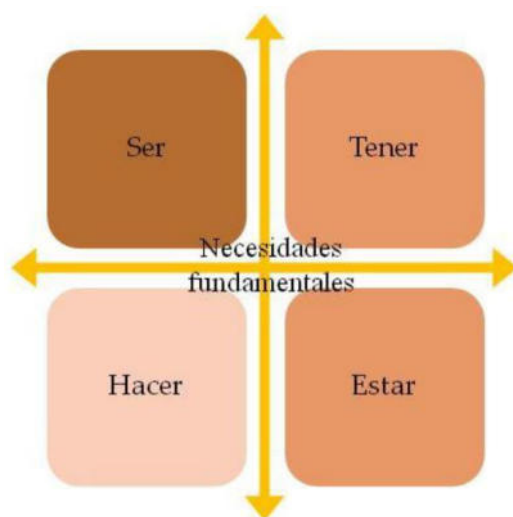 Ser
Tener
Necesidades
fundamentales
Hacer
Estar